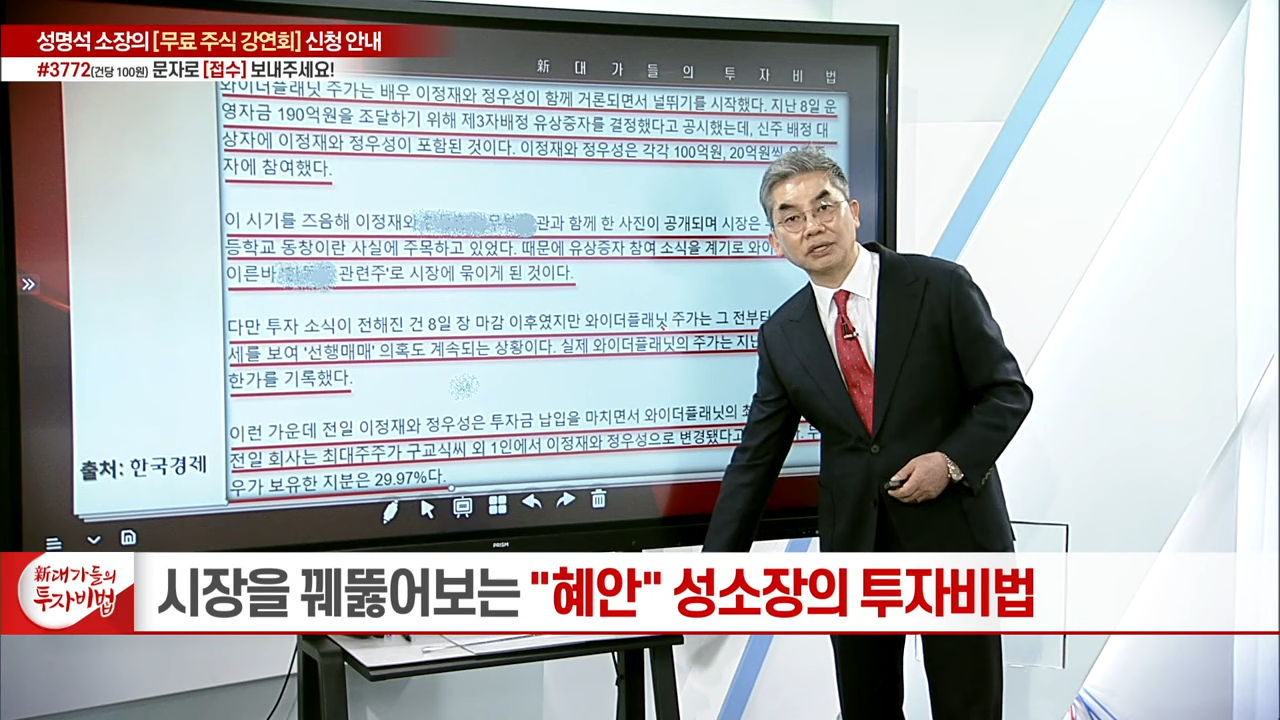 성명석 소장의 [무료 주식 강연회] 신청 안내
#3772(건당 100원) 문자로 [접수] 보내주세요!
新 대가들의 투자비법
와이더플래닛 주가는 배우 이정재와 정우성이 함께 거론되면서 널뛰기를 시작했다. 지난 8일 운
영자금 190억원을 조달하기 위해 제3자배정 유상증자를 결정했다고 공시했는데, 신주 배정 대
상자에 이정재와 정우성이 포함된 것이다. 이정재와 정우성은 각각 100억원, 20억원씩
자에 참여했다.
이 시기를 즈음해 이정재와 관과 함께 한 사진이 공개되며 시장은
등학교 동창이란 사실에 주목하고 있었다. 때문에 유상증자 참여 소식을 계기로 와이
이른바 관련주'로 시장에 묶이게 된 것이다.
다만 투자 소식이 전해진 건 8일 장 마감 이후였지만 와이더플래닛 주가는 그 전부터
세를 보여 '선행매매' 의혹도 계속되는 상황이다. 실제 와이더플래닛의 주가는 지난
한가를 기록했다.
이런 가운데 전일 이정재와 정우성은 투자금 납입을 마치면서 와이더플래닛의
전일 회사는 최대주주가 구교식씨 외 1인에서 이정재와 정우성으로 변경됐다고
우가 보유한 지분은 29.97%다.
출처: 한국경제
PRISM
新대가들의
투자비법
시장을 꿰뚫어보는 "혜안" 성소장의 투자비법